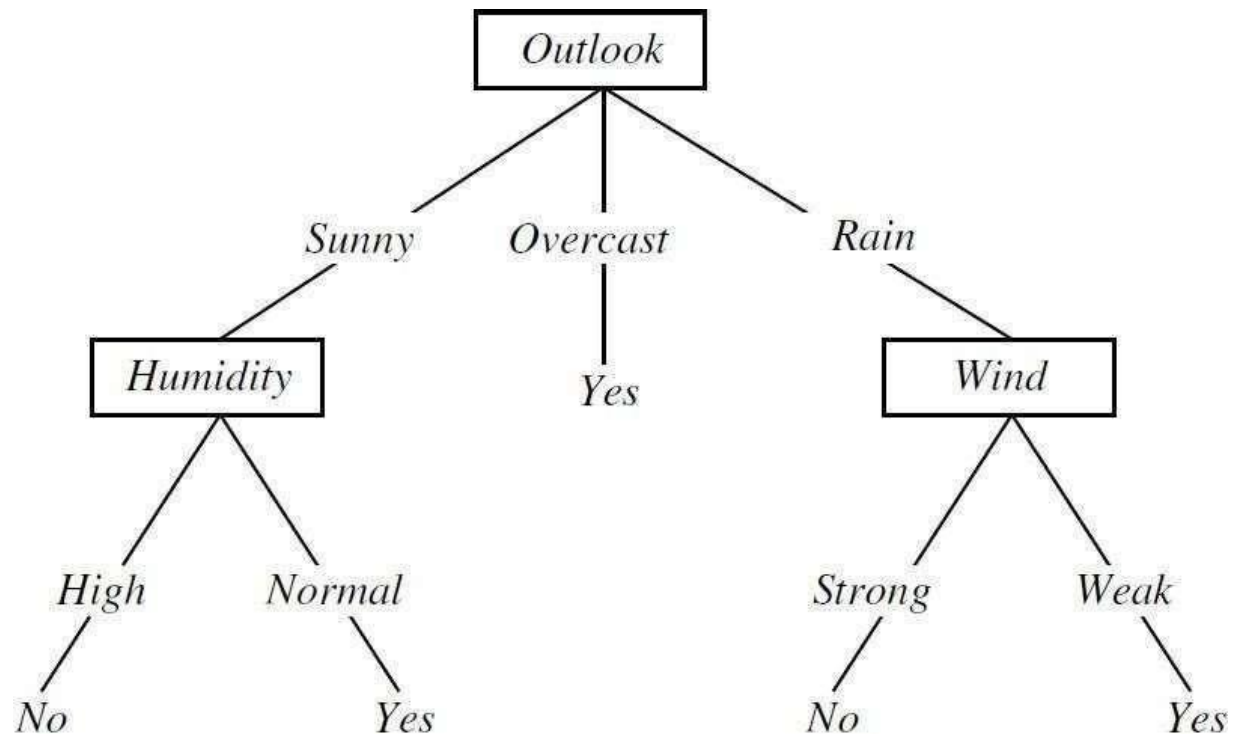 Outlook
Sunny Overcast Rain
Humidity Yes Wind
High Normal Strong Weak
No Yes No Yes